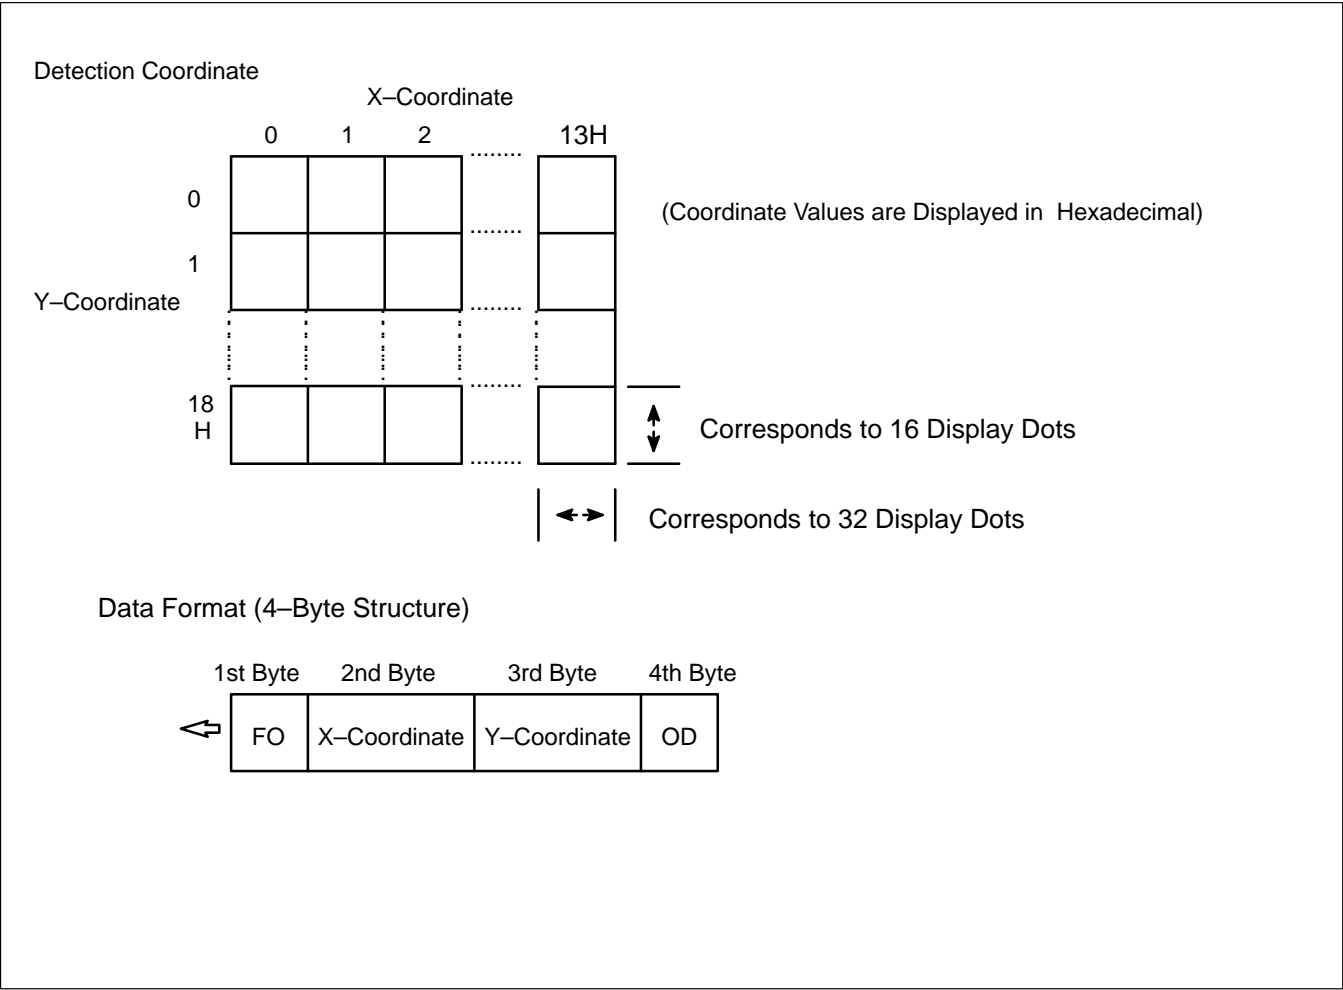 Detection Coordinate
X–Coordinate
0 1 2 ........ 13H
0
(Coordinate Values are Displayed in Hexadecimal)
1
Y–Coordinate
18
H
Corresponds to 16 Display Dots
Corresponds to 32 Display Dots
Data Format (4–Byte Structure)
1st Byte 2nd Byte 3rd Byte 4th Byte
FO X–Coordinate Y–Coordinate OD